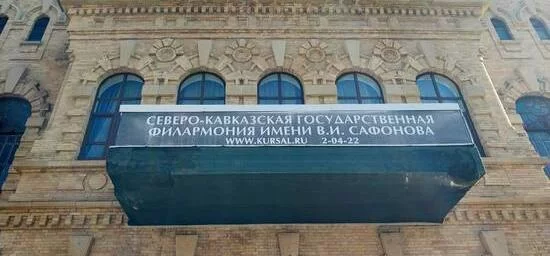 СЕВЕРО-КАВКАЗСКАЯ ГОСУДАРСТВЕННАЯ
ФИЛАРМОНИЯ ИМЕНИ В.И. САФОНОВА
WWW.KURSAL.RU 2-04-22